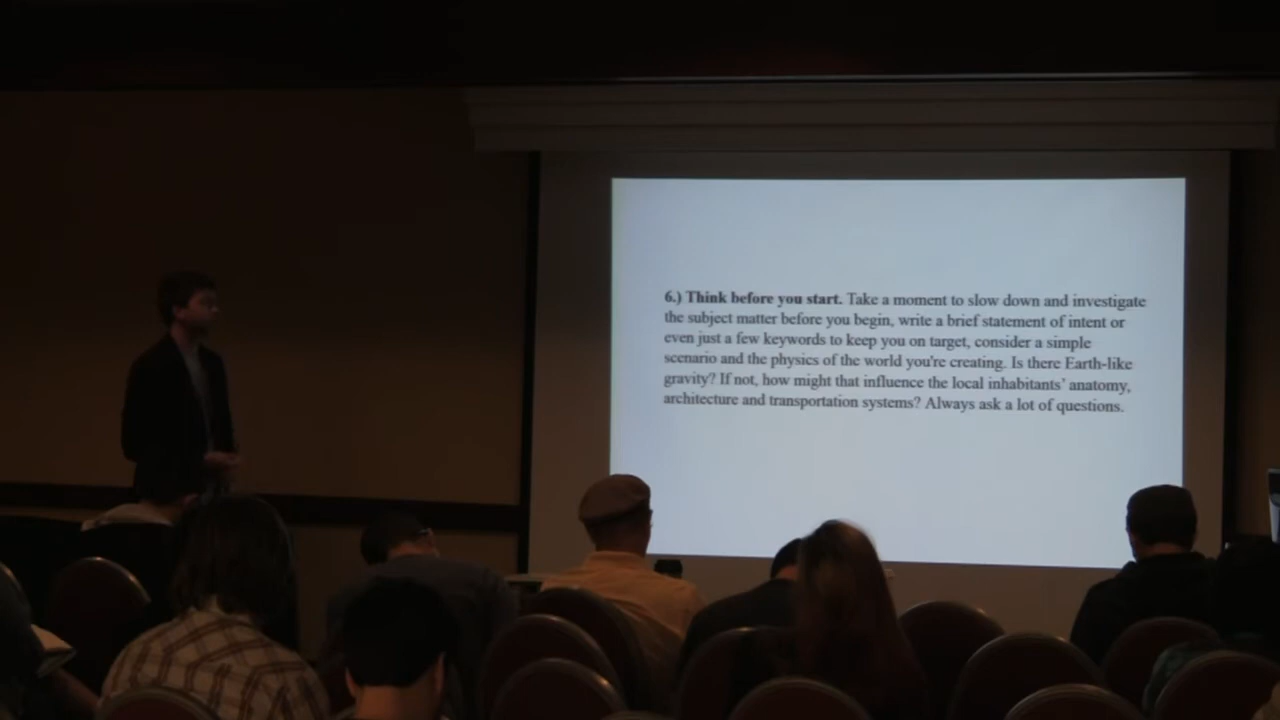 6.) Think before you start. Take a moment to slow down and investigate
the subject matter before you begin, write a brief statement of intent or
even just a few keywords to keep you on target, consider a simple
scenario and the physics of the world you're creating. Is there Earth-like
gravity? If not, how might that influence the local inhabitants' anatomy,
architecture and transportation systems? Always ask a lot of questions.